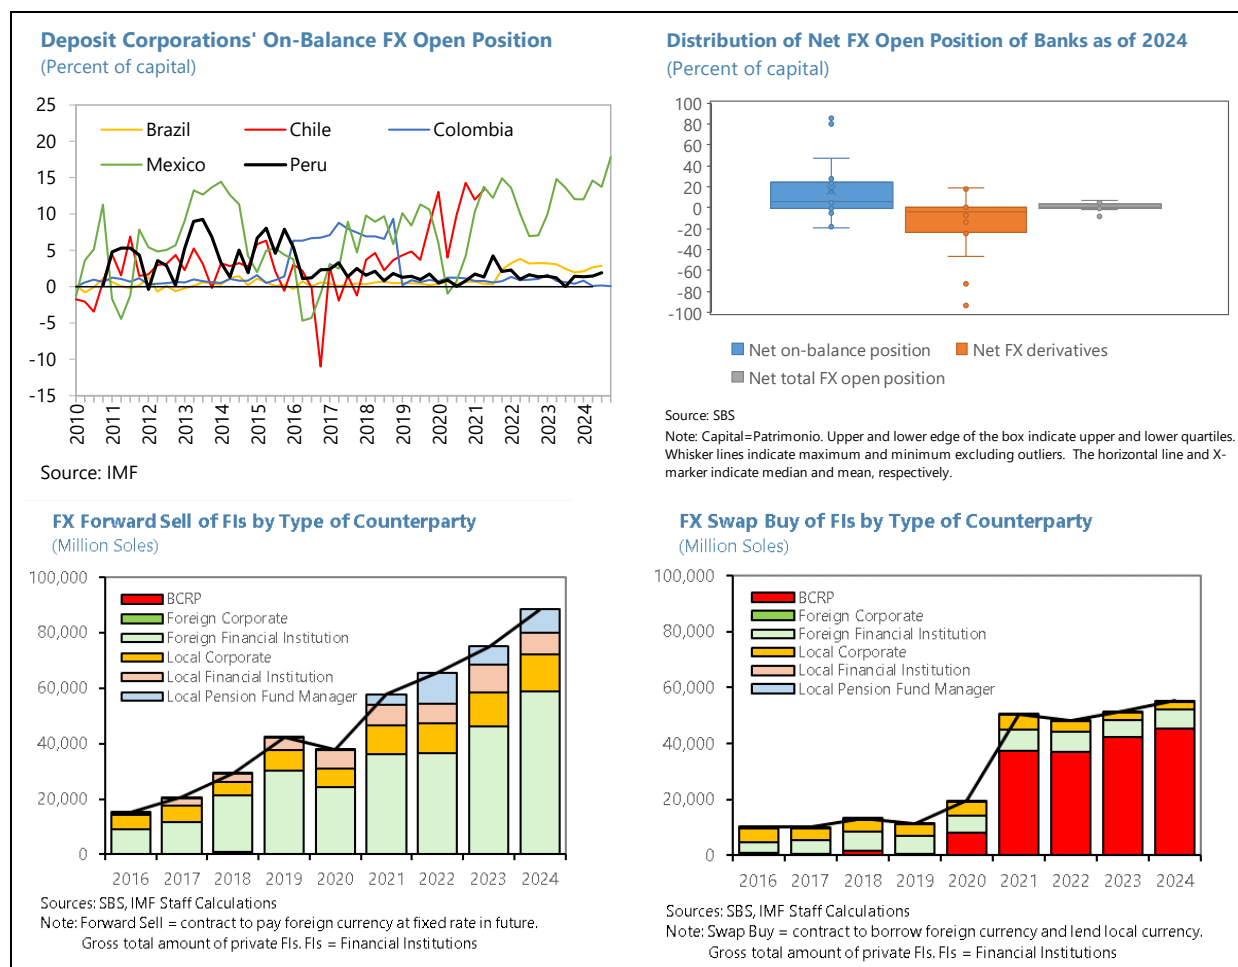 Deposit Corporations' On-Balance FX Open Position
(Percent of capital)
25
20
15
10
5
0
-5
-10
-15
Brazil
Chile
Colombia
Mexico
Peru
2010
2011
2012
2013
2014
2015
2016
2017
2018
2019
2020
2021
2022
2023
2024
Source: IMF
Distribution of Net FX Open Position of Banks as of 2024
(Percent of capital)
100
80
60
40
20
0
-20
-40
-60
-80
-100
Net on-balance position
Net FX derivatives
Net total FX open position
Source: SBS
Note: Capital=Patrimonio. Upper and lower edge of the box indicate upper and lower quartiles.
Whisker lines indicate maximum and minimum excluding outliers. The horizontal line and X-
marker indicate median and mean, respectively.
FX Forward Sell of FIs by Type of Counterparty
(Million Soles)
100,000
80,000
60,000
40,000
20,000
0
BCRP
Foreign Corporate
Foreign Financial Institution
Local Corporate
Local Financial Institution
Local Pension Fund Manager
2016 2017 2018 2019 2020 2021 2022 2023 2024
Sources: SBS, IMF Staff Calculations
Note: Forward Sell = contract to pay foreign currency at fixed rate in future.
Gross total amount of private FIs. FIs = Financial Institutions
FX Swap Buy of FIs by Type of Counterparty
(Million Soles)
100,000
80,000
60,000
40,000
20,000
0
BCRP
Foreign Corporate
Foreign Financial Institution
Local Corporate
Local Financial Institution
Local Pension Fund Manager
2016 2017 2018 2019 2020 2021 2022 2023 2024
Sources: SBS, IMF Staff Calculations
Note: Swap Buy = contract to borrow foreign currency and lend local currency.
Gross total amount of private FIs. FIs = Financial Institutions